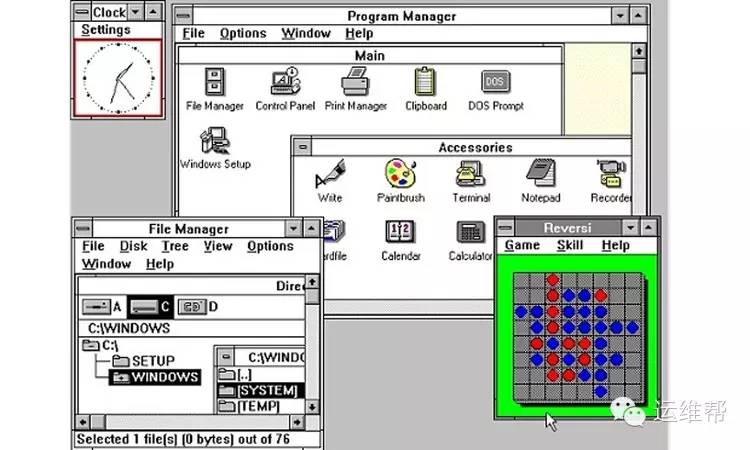 Clock
Settings
Program Manager
File Options Window Help
Main
File Manager Control Panel Print Manager Clipboard DOS Prompt
DOS
Windows Setup
Accessories
Write Paintbrush Terminal Notepad Recorder
rdfile Calendar Calculator
File Manager
File Disk Tree View Options
Window Help
Direc
A C CD D
C:\WINDOWS
C:\
SETUP
WINDOWS
C:\WINDO
[..]
[SYSTEM]
[TEMP]
Selected 1 file(s) (0 bytes) out of 76
Reversi
Game Skill Help
运维帮